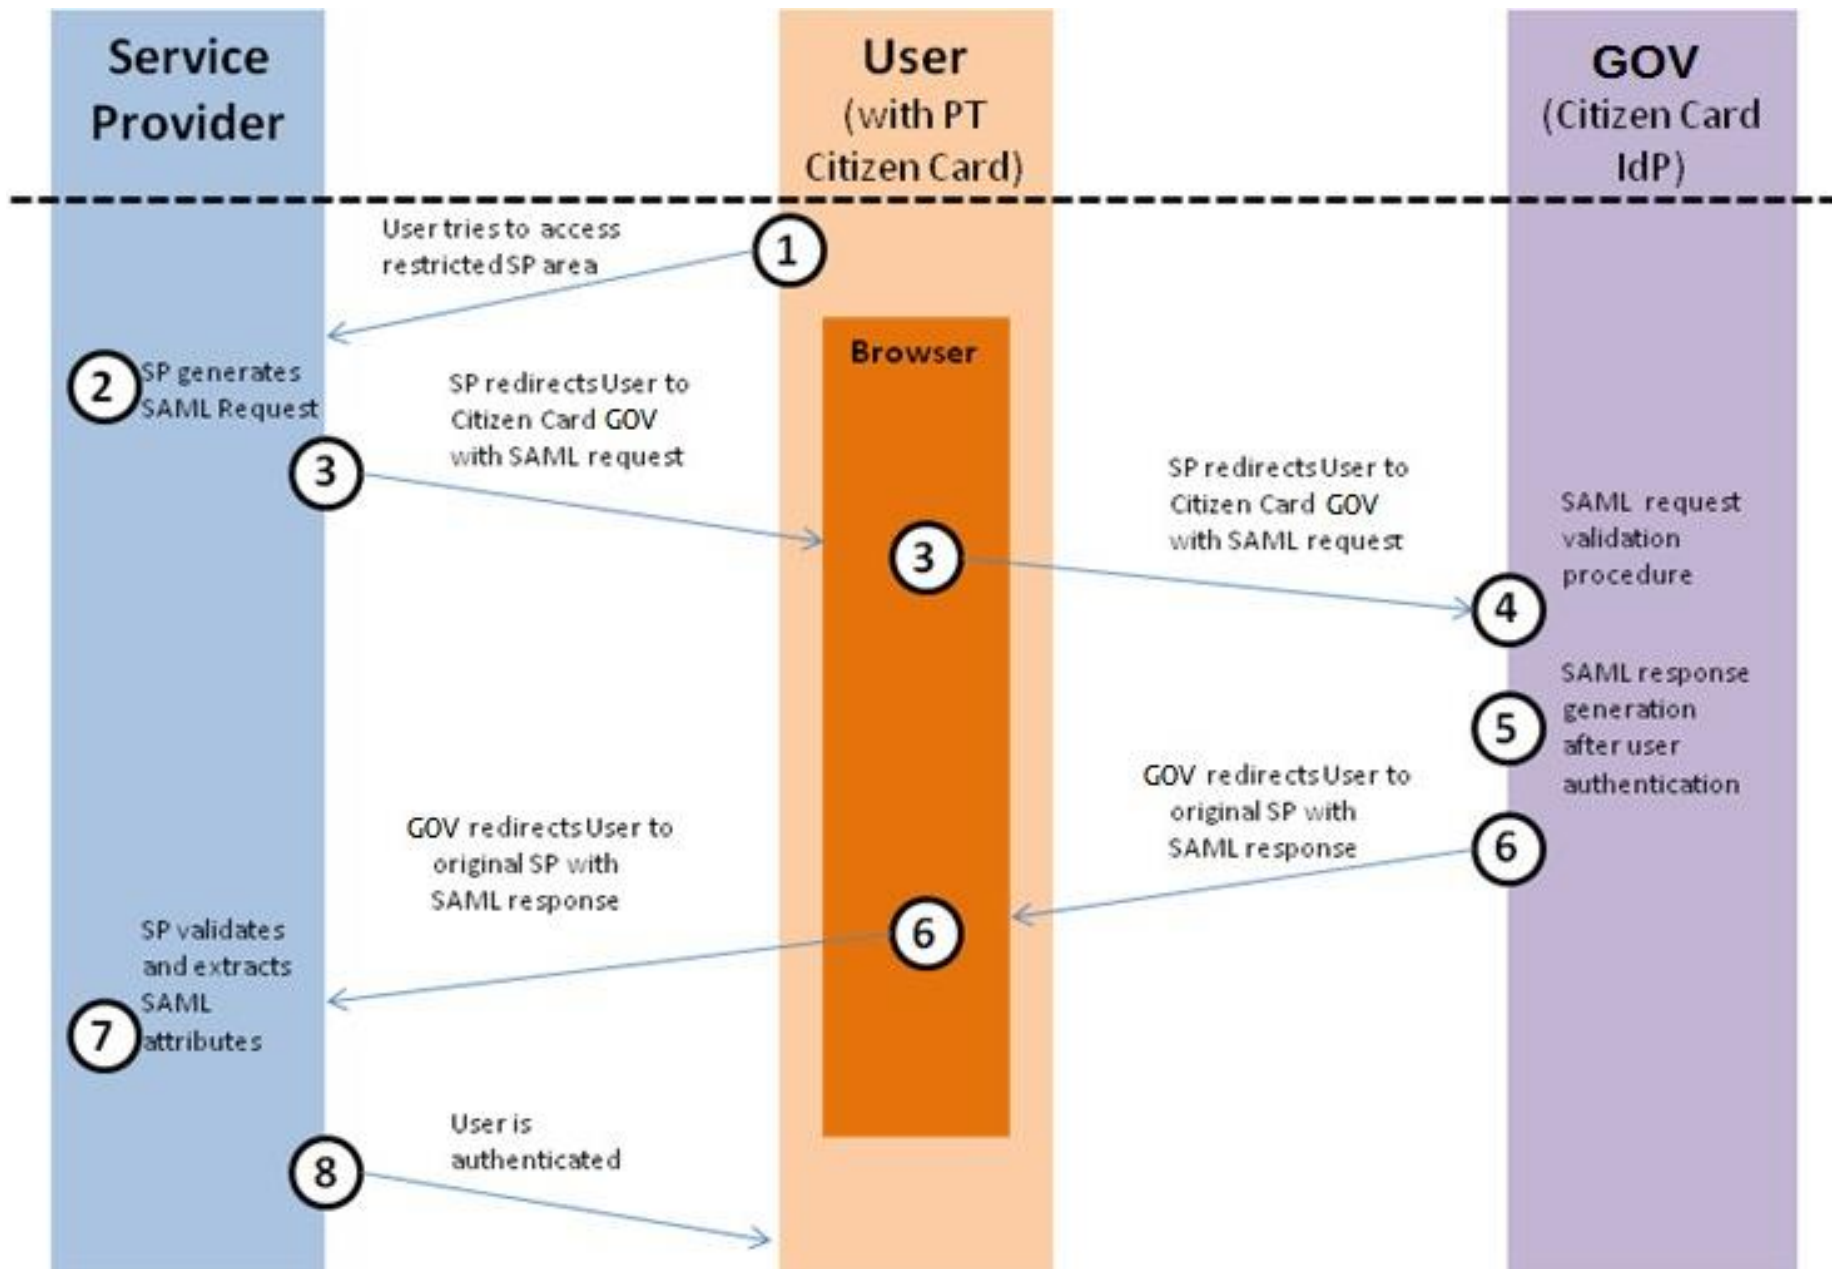 Service
Provider
User
(with PT
Citizen Card)
GOV
(Citizen Card
IdP)
1
User tries to access
restricted SP area
Browser
2
SP generates
SAML Request
3
SP redirects User to
Citizen Card GOV
with SAML request
3
SP redirects User to
Citizen Card GOV
with SAML request
4
SAML request
validation
procedure
5
SAML response
generation
after user
authentication
6
GOV redirects User to
original SP with
SAML response
6
GOV redirects User to
original SP with
SAML response
7
SP validates
and extracts
SAML
attributes
8
User is
authenticated